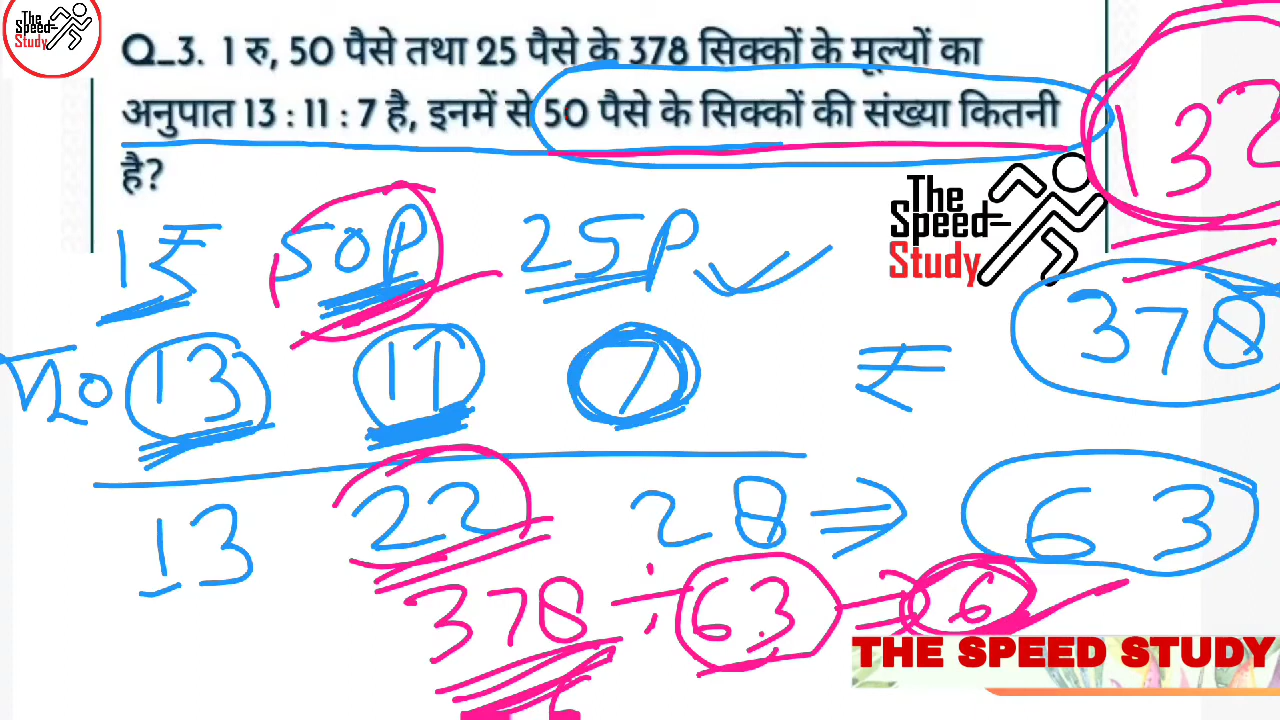 The
Speed
Study
Q_3. 1 रु, 50 पैसे तथा 25 पैसे के 378 सिक्कों के मूल्यों का
अनुपात 13 : 11 : 7 है, इनमें से 50 पैसे के सिक्कों की संख्या कितनी
है?
132
The
Speed
Study
1₹ 50P 25P
378
no 13 11 7 ₹
13 22 28 ⇒ 63
378 ÷ 63 ⇒ 6
THE SPEED STUDY